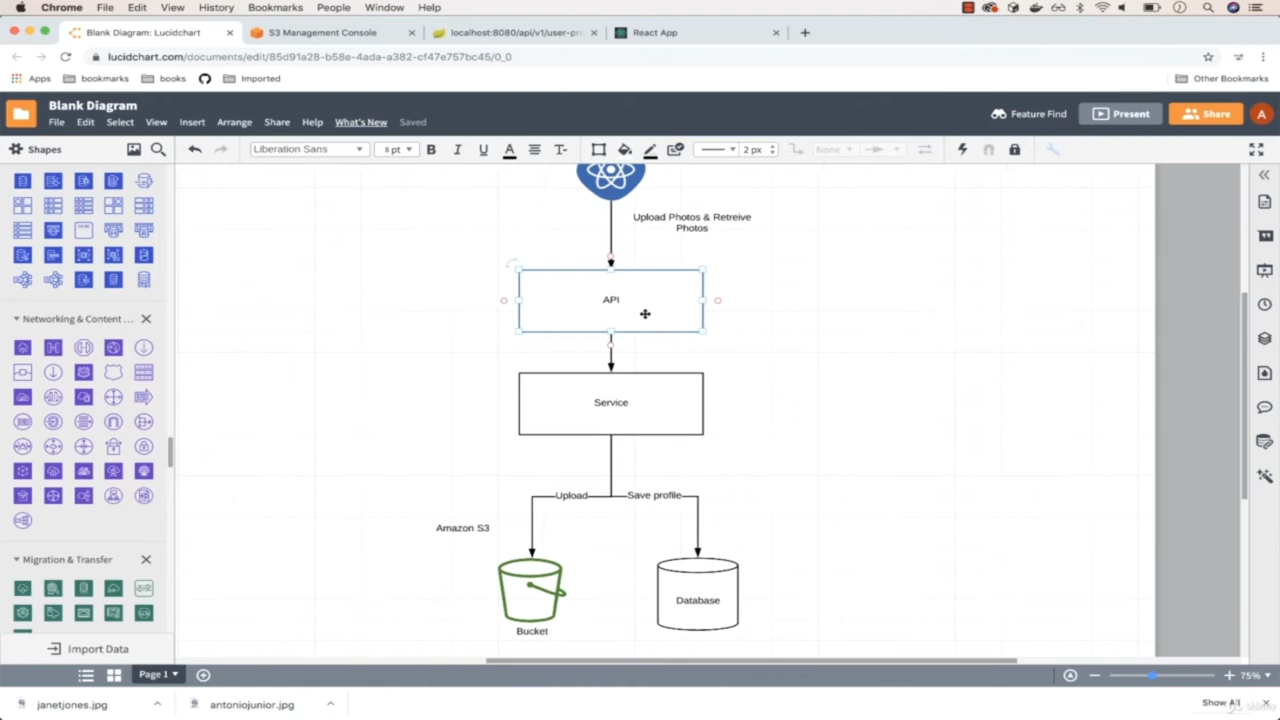 Chrome File Edit View History Bookmarks People Window Help
Blank Diagram: Lucidchart
S3 Management Console
localhost:8080/api/v1/user-pr
React App
lucidchart.com/documents/edit/85d91a28-b58e-4ada-a382-cf47e757bc45/0_0
Apps bookmarks books Imported Other Bookmarks
Blank Diagram
File Edit Select View Insert Arrange Share Help What's New Saved
Feature Find Present Share A
Shapes Liberation Sans 8 pt B I U A T 2 px None
Upload Photos & Retreive
Photos
API
Networking & Content ...
Service
Upload Save profile
Amazon S3
Migration & Transfer
Database
Bucket
Import Data
Page 1 75%
janetjones.jpg antoniojunior.jpg Show All
Udemy